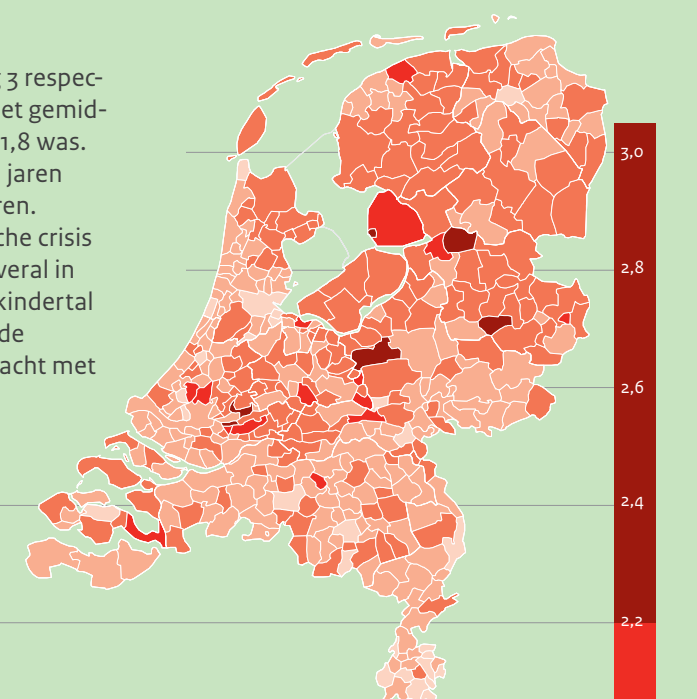 3 respec-
et gemid-
1,8 was.
jaren
ren.
che crisis
veral in
kindertal
de
acht met
3,0
2,8
2,6
2,4
2,2